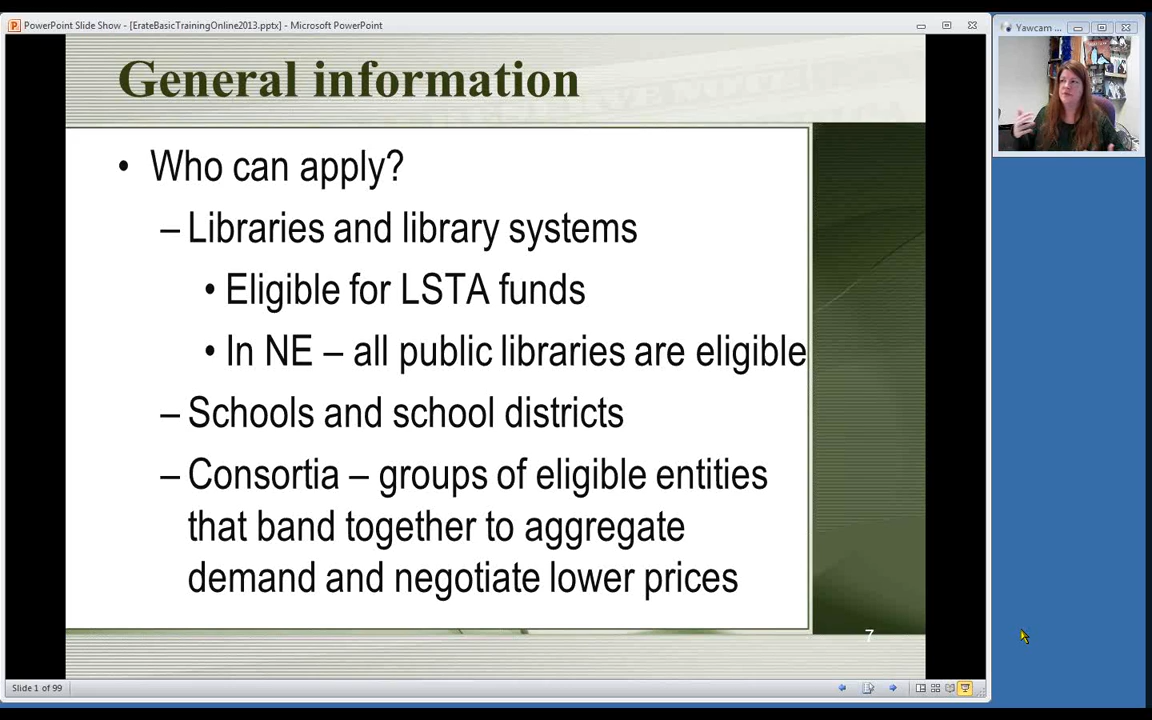 PowerPoint Slide Show - [ErateBasicTrainingOnline2013.pptx] - Microsoft PowerPoint
Yawcam ...
General information
• Who can apply?
– Libraries and library systems
• Eligible for LSTA funds
• In NE – all public libraries are eligible
– Schools and school districts
– Consortia – groups of eligible entities
that band together to aggregate
demand and negotiate lower prices
7
Slide 1 of 99